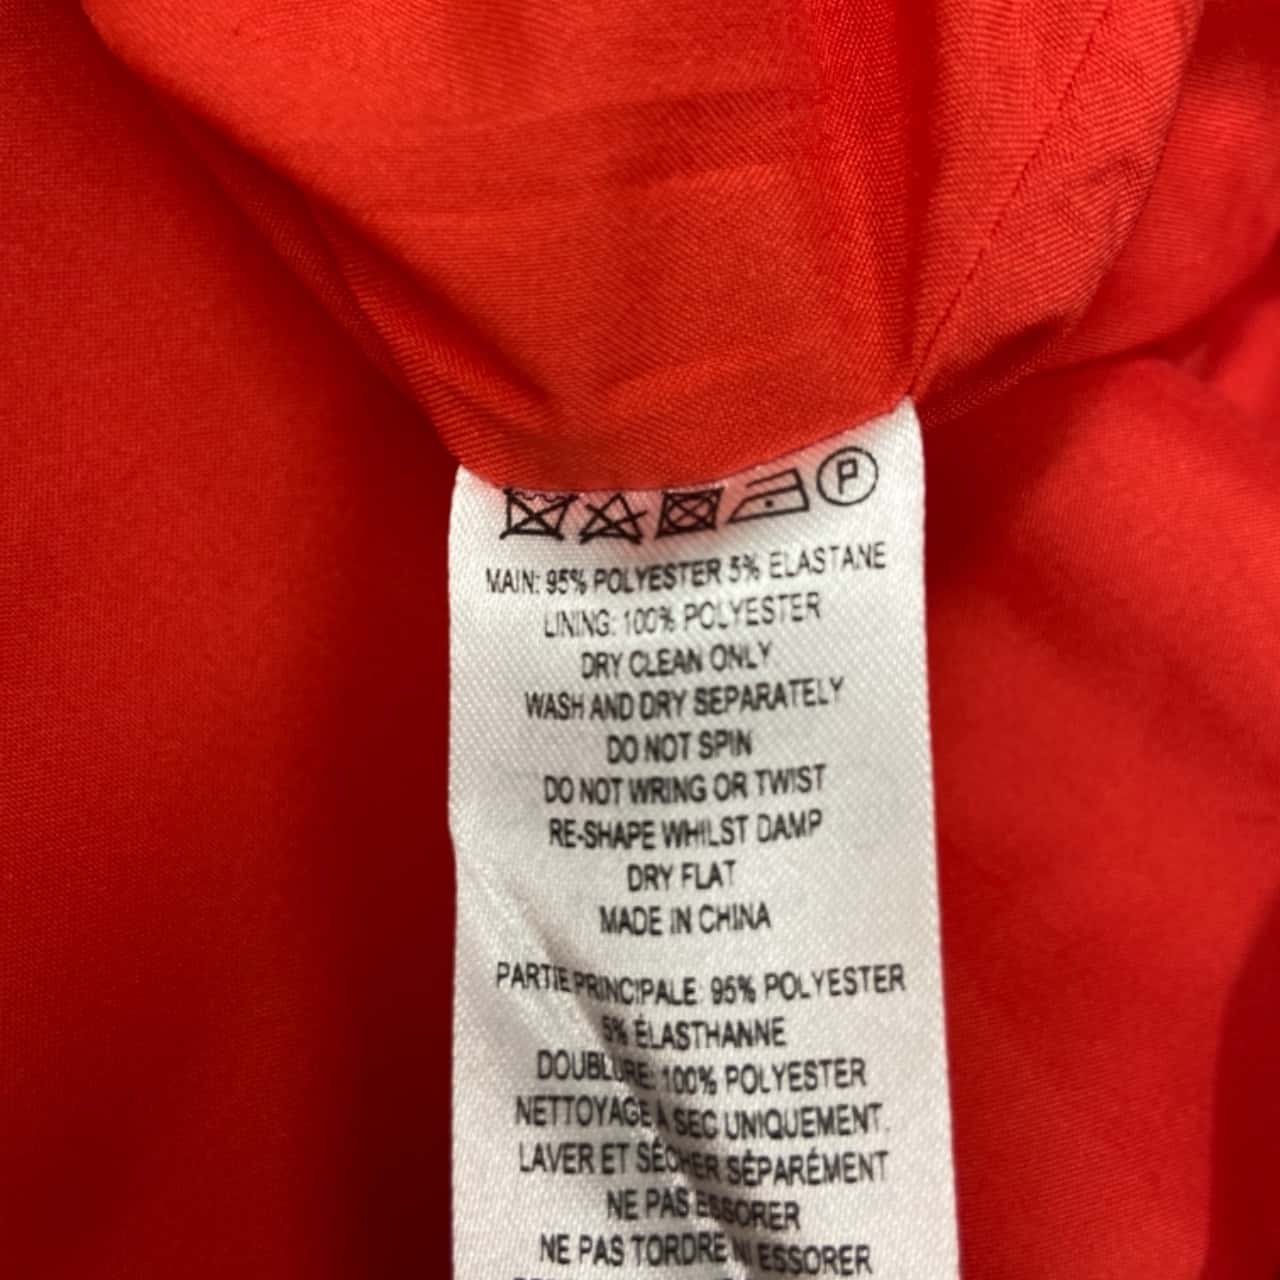 P
MAIN: 95% POLYESTER 5% ELASTANE
LINING: 100% POLYESTER
DRY CLEAN ONLY
WASH AND DRY SEPARATELY
DO NOT SPIN
DO NOT WRING OR TWIST
RE-SHAPE WHILST DAMP
DRY FLAT
MADE IN CHINA
PARTIE PRINCIPALE: 95% POLYESTER
5% ÉLASTHANNE
DOUBLURE: 100% POLYESTER
NETTOYAGE À SEC UNIQUEMENT.
LAVER ET SÉCHER SÉPARÉMENT
NE PAS ESSORER
NE PAS TORDRE NI ESSORER